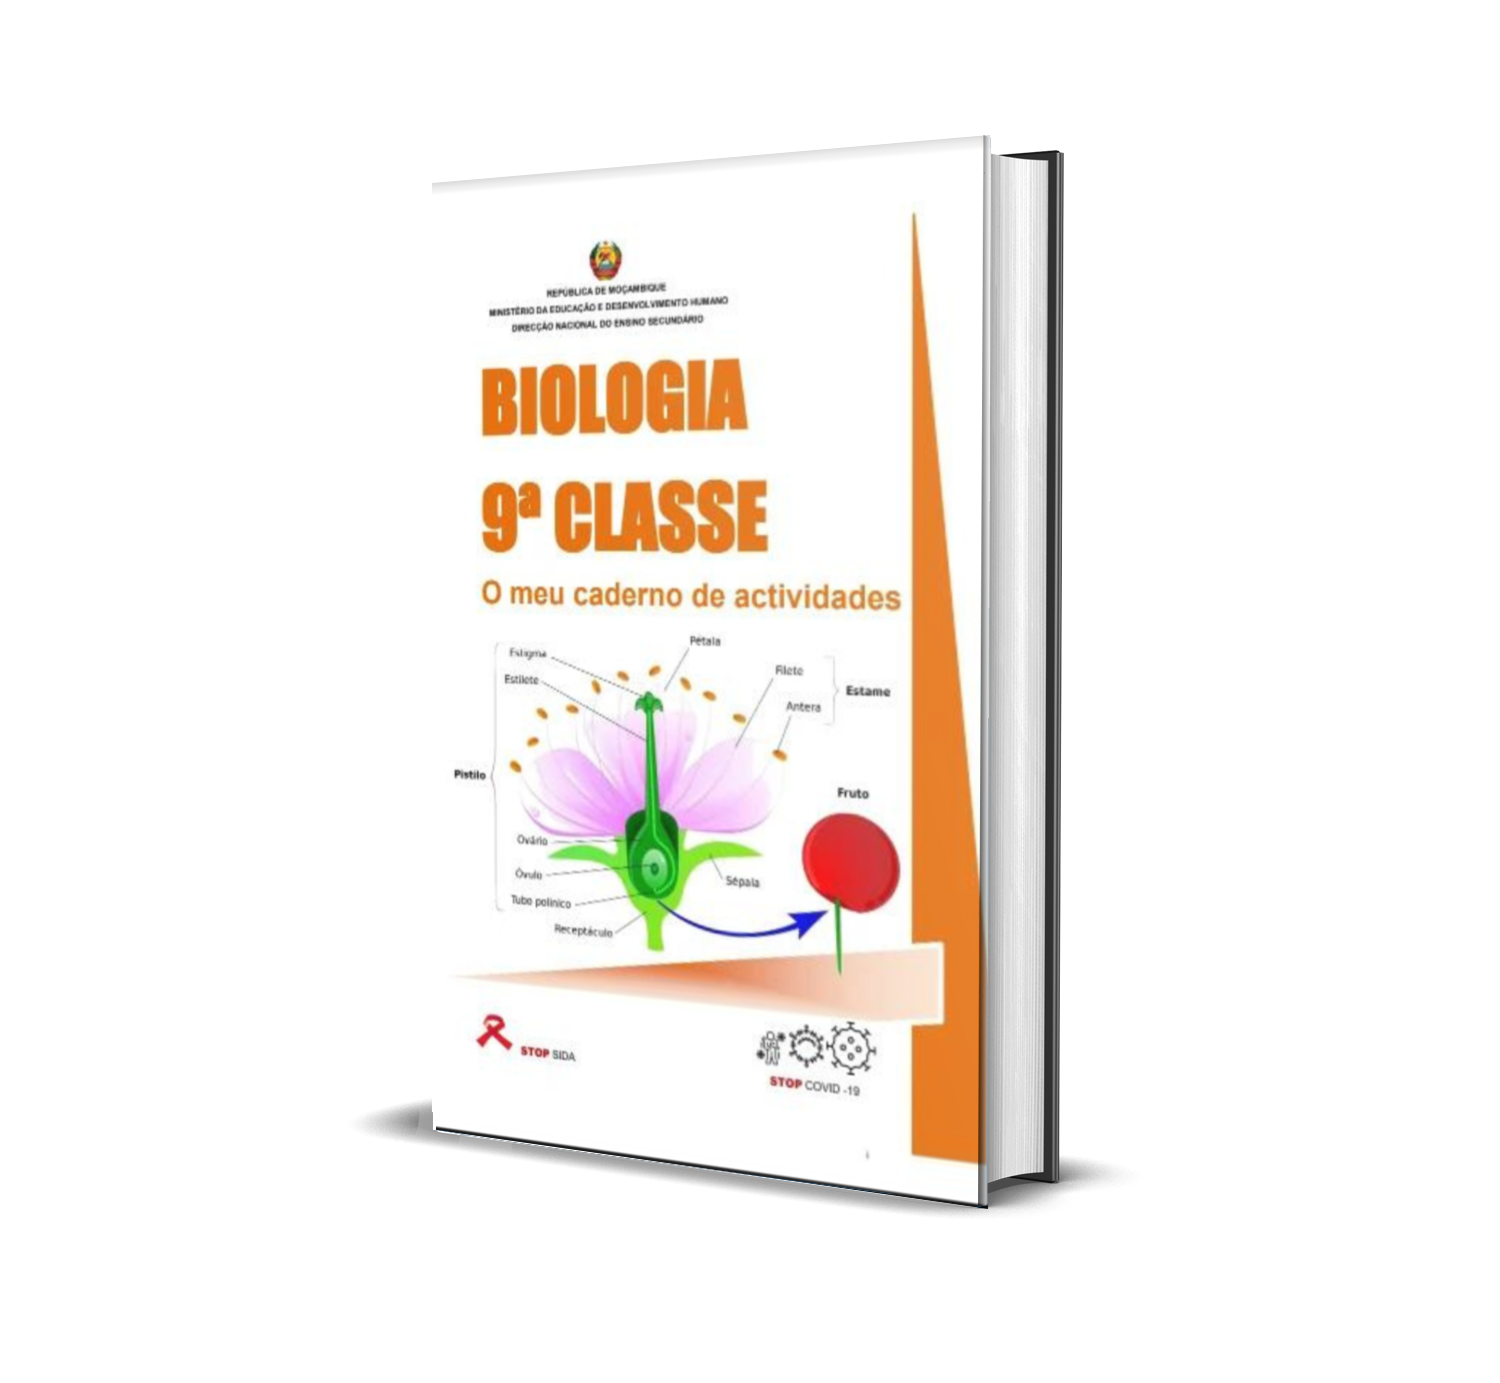 REPÚBLICA DE MOÇAMBIQUE
MINISTÉRIO DA EDUCAÇÃO E DESENVOLVIMENTO HUMANO
DIRECÇÃO NACIONAL DO ENSINO SECUNDÁRIO
BIOLOGIA
9ª CLASSE
O meu caderno de actividades
Pétala
Estigma
Estilete
Filete
Antera
Estame
Pistilo
Fruto
Ovário
Óvulo
Tubo polínico
Receptáculo
Sépala
STOP SIDA
STOP COVID -19